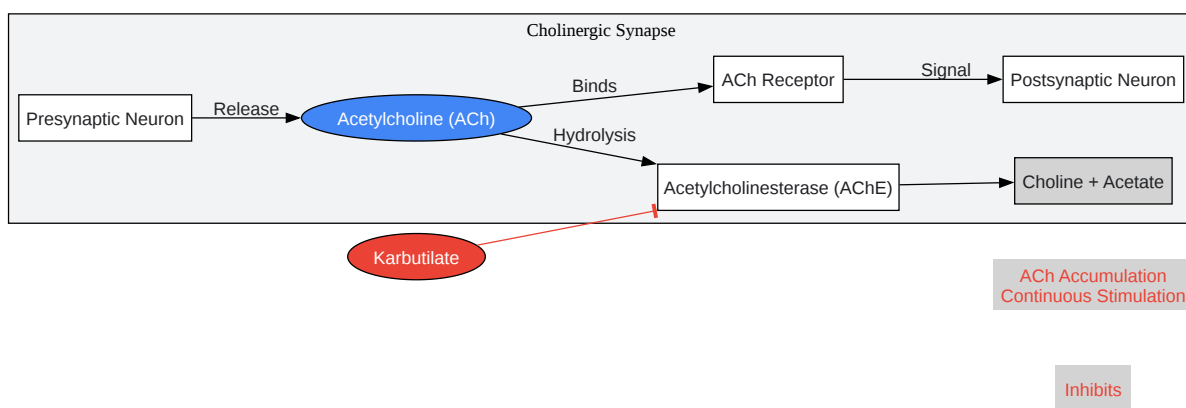 Cholinergic Synapse
Presynaptic Neuron
Release
Acetylcholine (ACh)
Binds
ACh Receptor
Signal
Postsynaptic Neuron
Hydrolysis
Acetylcholinesterase (AChE)
Choline + Acetate
Karbutilate
ACh Accumulation
Continuous Stimulation
Inhibits